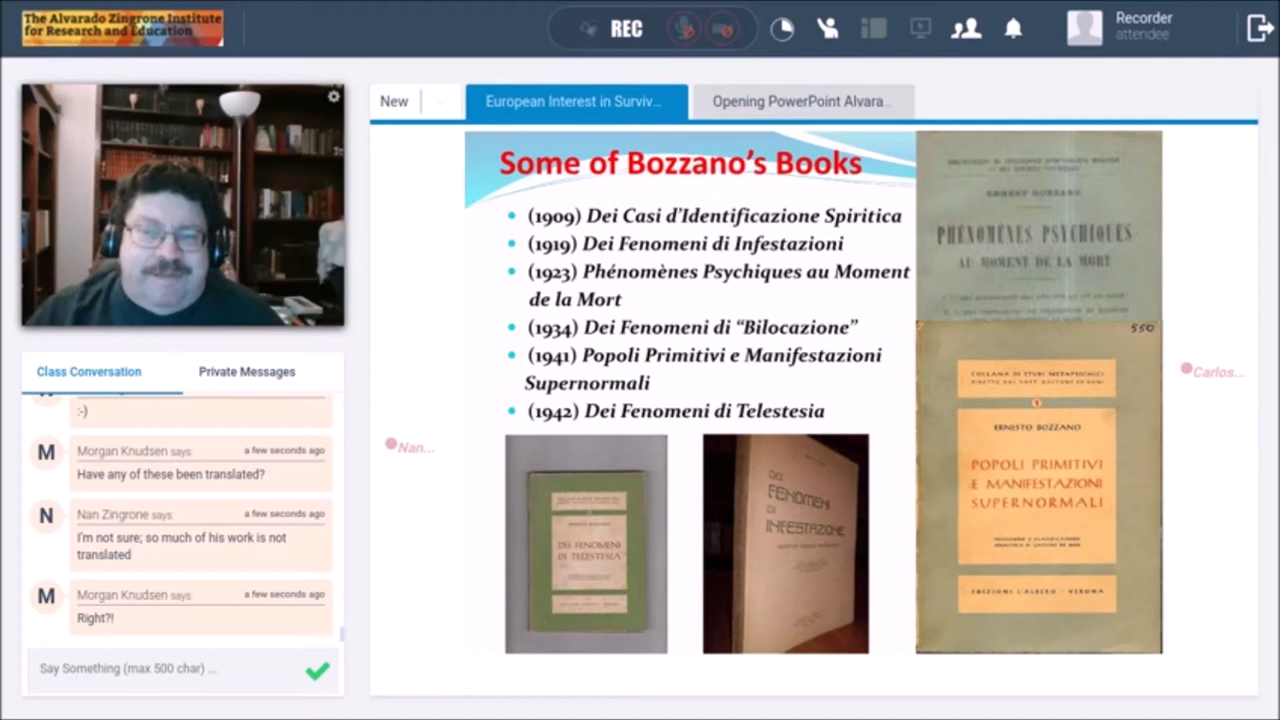 The Alvarado Zingrone Institute
for Research and Education
REC
Recorder
attendee
New
European Interest in Surviv...
Opening PowerPoint Alvara...
Class Conversation
Private Messages
:-)
M
Morgan Knudsen says:
a few seconds ago
Have any of these been translated?
N
Nan Zingrone says:
a few seconds ago
I'm not sure; so much of his work is not
translated
M
Morgan Knudsen says:
a few seconds ago
Right?!
Say Something (max 500 char) ...
Nan...
Carlos...
Some of Bozzano's Books
• (1909) Dei Casi d'Identificazione Spiritica
• (1919) Dei Fenomeni di Infestazioni
• (1923) Phénomènes Psychiques au Moment
de la Mort
• (1934) Dei Fenomeni di "Bilocazione"
• (1941) Popoli Primitivi e Manifestazioni
Supernormali
• (1942) Dei Fenomeni di Telestesia
ERNEST BOZZANO
PHÉNOMÈNES PSYCHIQUES
AU MOMENT DE LA MORT
550
COLLANA DI STUDI METAPSICHICI
ERNESTO BOZZANO
POPOLI PRIMITIVI
E MANIFESTAZIONI
SUPERNORMALI
EDIZIONI L'ALBERO - VERONA
DEI FENOMENI
DI TELESTESIA
DEI
FENOMENI
DI
INFESTAZIONE